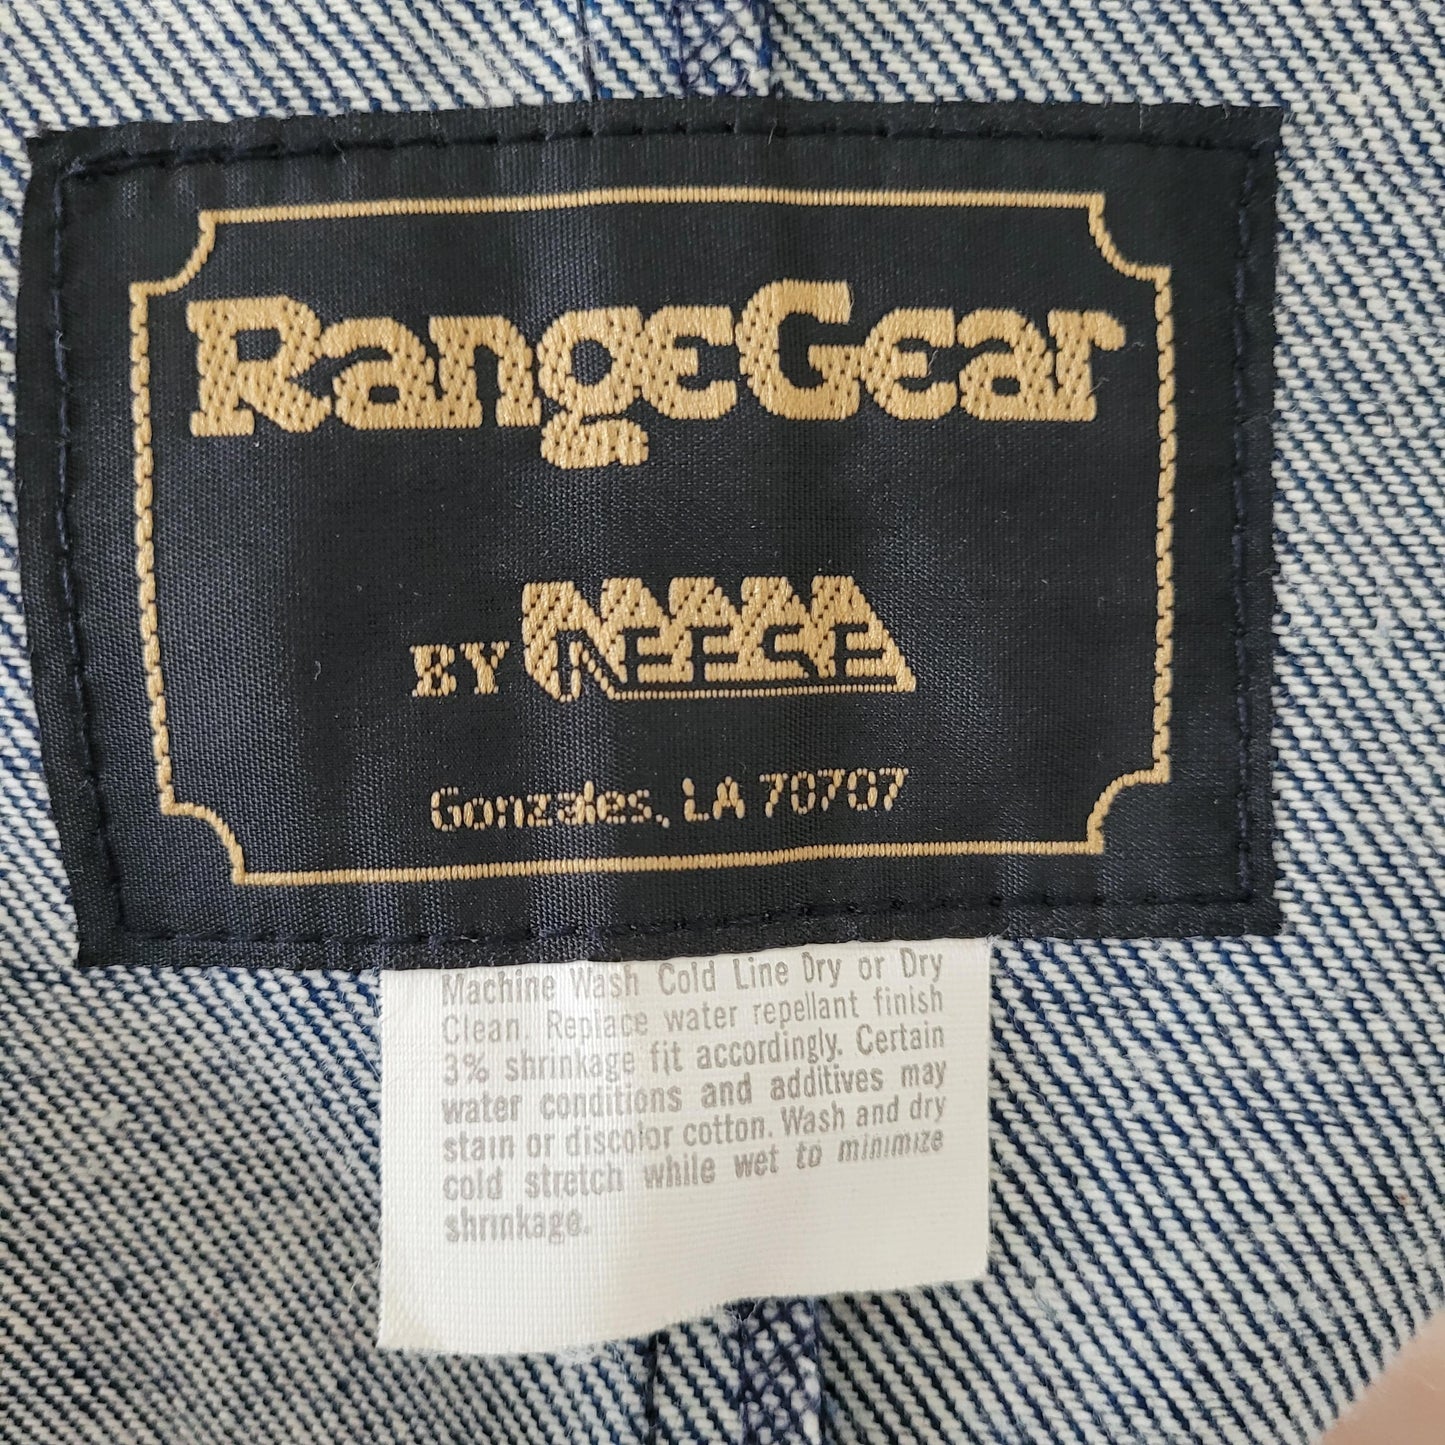 RangeGear
BY NEESE
Gonzales, LA 70707
Machine Wash Cold Line Dry or Dry
Clean. Replace water repellant finish
3% shrinkage fit accordingly. Certain
water conditions and additives may
stain or discolor cotton. Wash and dry
cold stretch while wet to minimize
shrinkage.